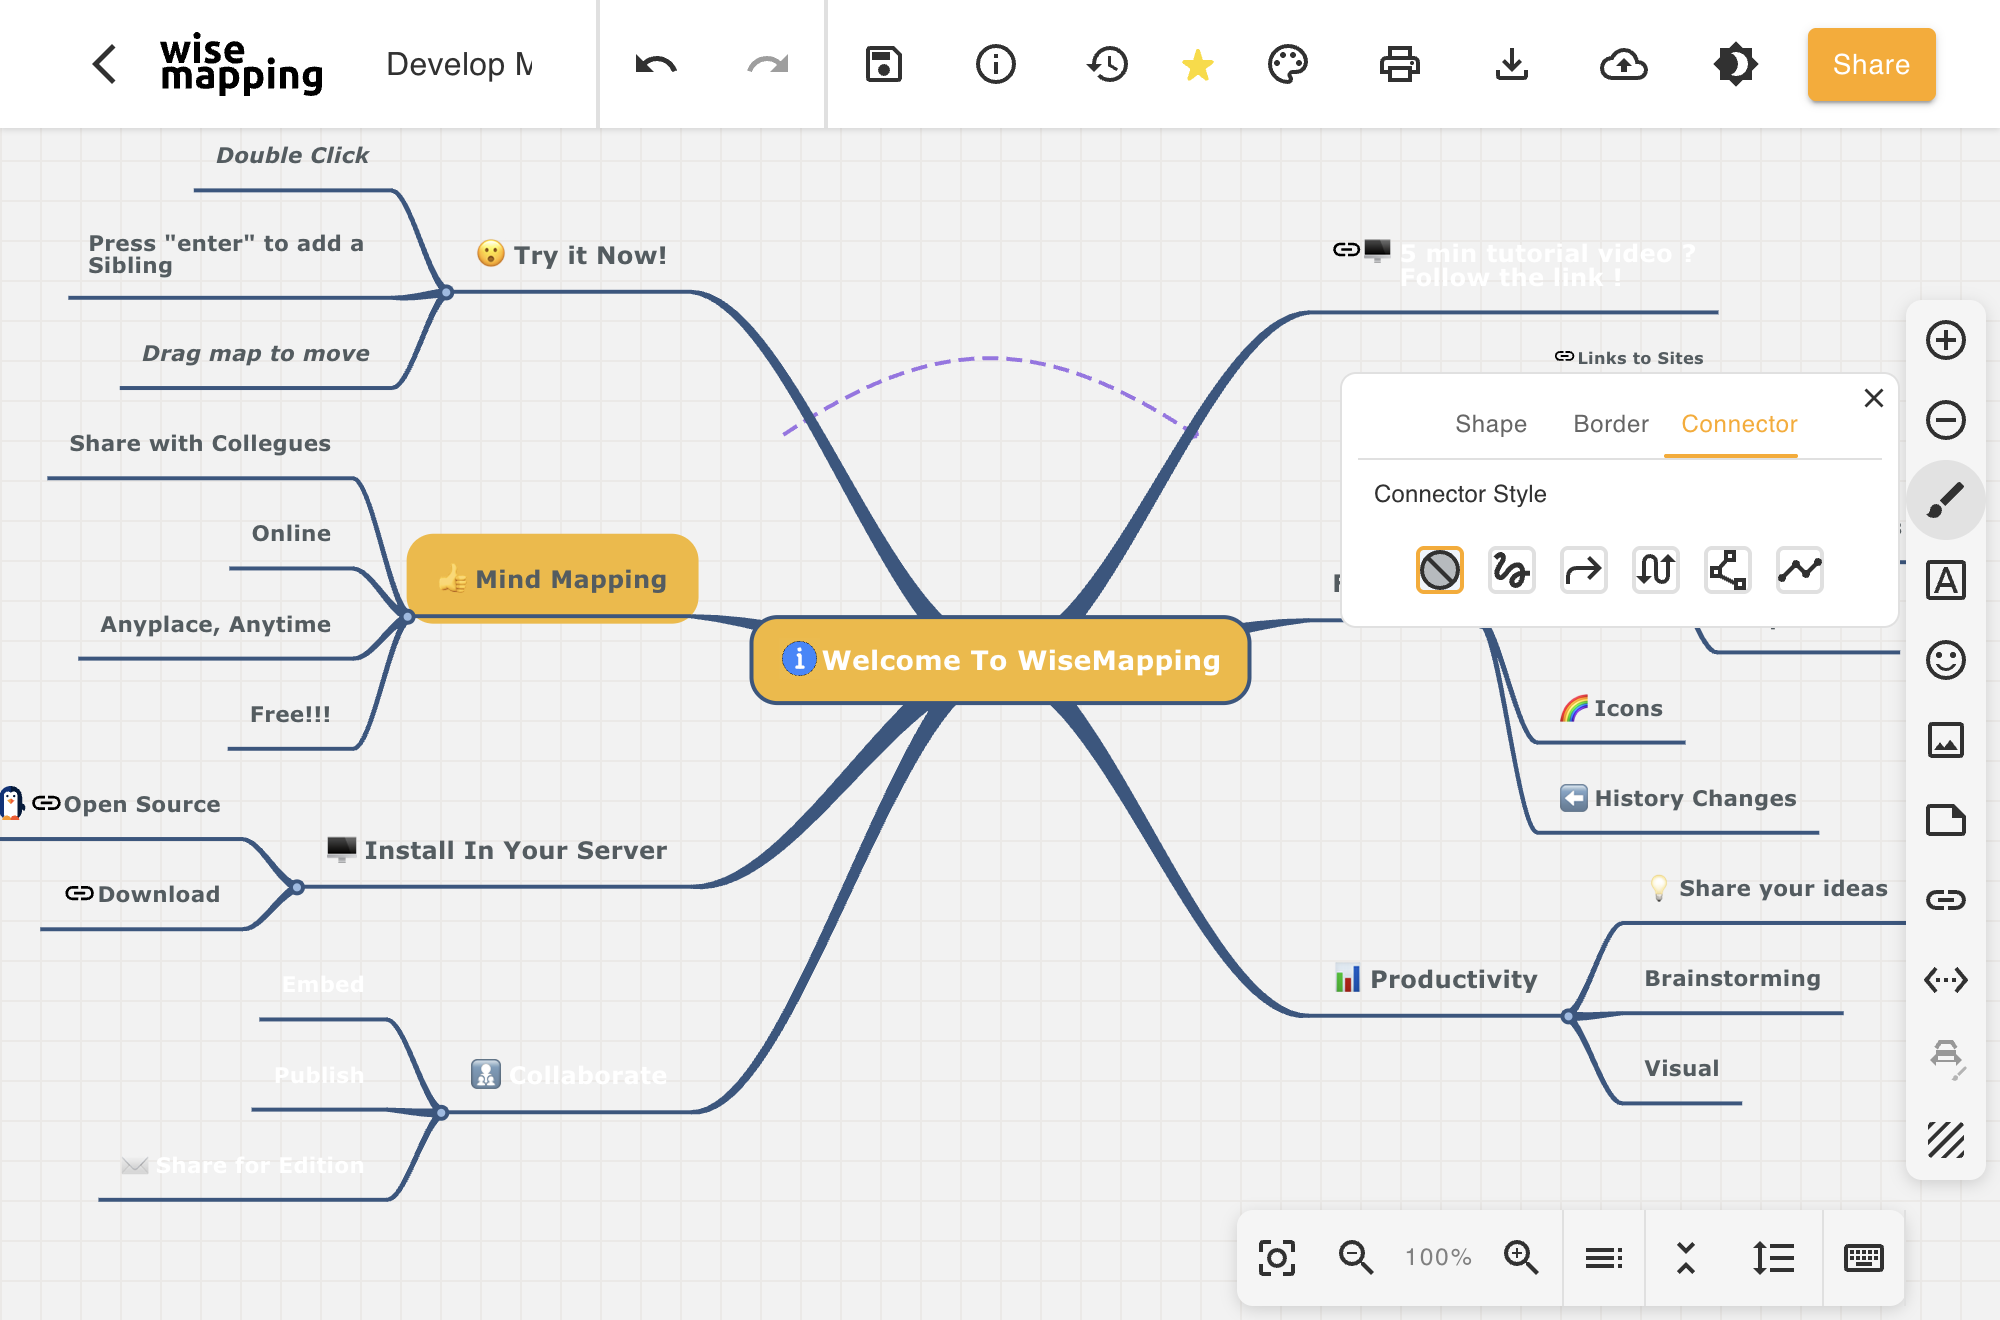 wise
mapping
Develop M
Share
Double Click
Press "enter" to add a
Sibling
Try it Now!
Drag map to move
5 min tutorial video ?
Follow the link !
Links to Sites
Shape
Border
Connector
Connector Style
Share with Collegues
Online
Mind Mapping
Anyplace, Anytime
Free!!!
Welcome To WiseMapping
Icons
History Changes
Open Source
Install In Your Server
Download
Share your ideas
Embed
Productivity
Brainstorming
Publish
Collaborate
Visual
Share for Edition
100%